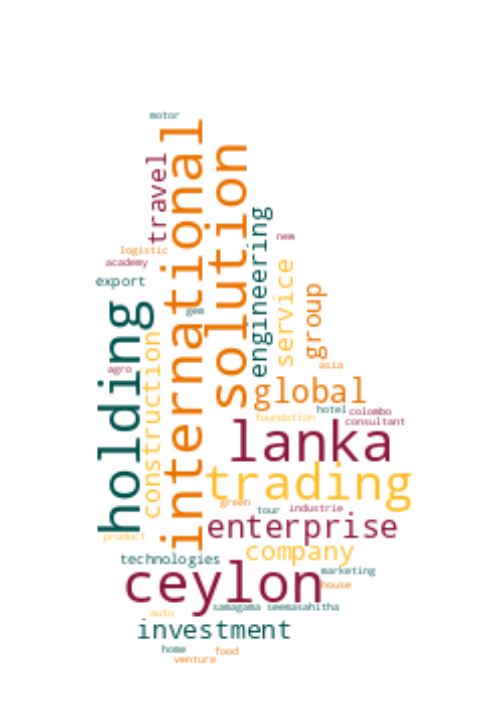 motor
international
solution
travel
engineering
new
logistic
academy
service
export
group
holding
gem
construction
asia
agro
global
hotel
colombo
foundation
consultant
lanka
trading
green
tour
industrie
enterprise
product
company
technologies
ceylon
marketing
house
samagama seemasahitha
auto
investment
home
food
venture